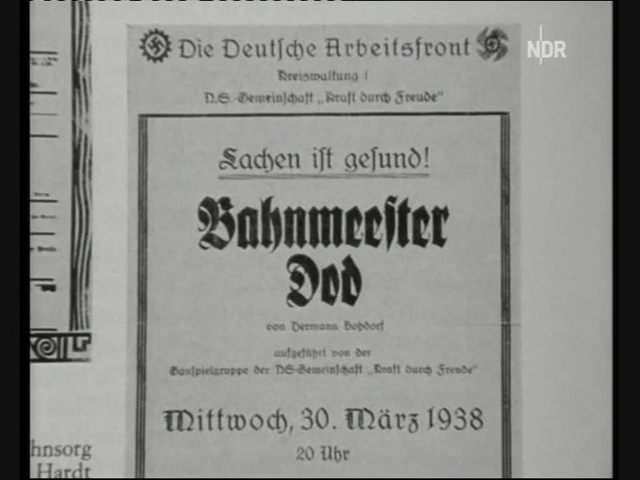 NDR
Die Deutsche Arbeitsfront
Kreiswaltung I
N.S.-Gemeinschaft „Kraft durch Freude“
Lachen ist gesund!
Bahnmeester
Dod
von Hermann Boßdorf
aufgeführt von der
Gauspielgruppe der NS-Gemeinschaft „Kraft durch Freude“
Mittwoch, 30. März 1938
20 Uhr
hnsorg
Hardt